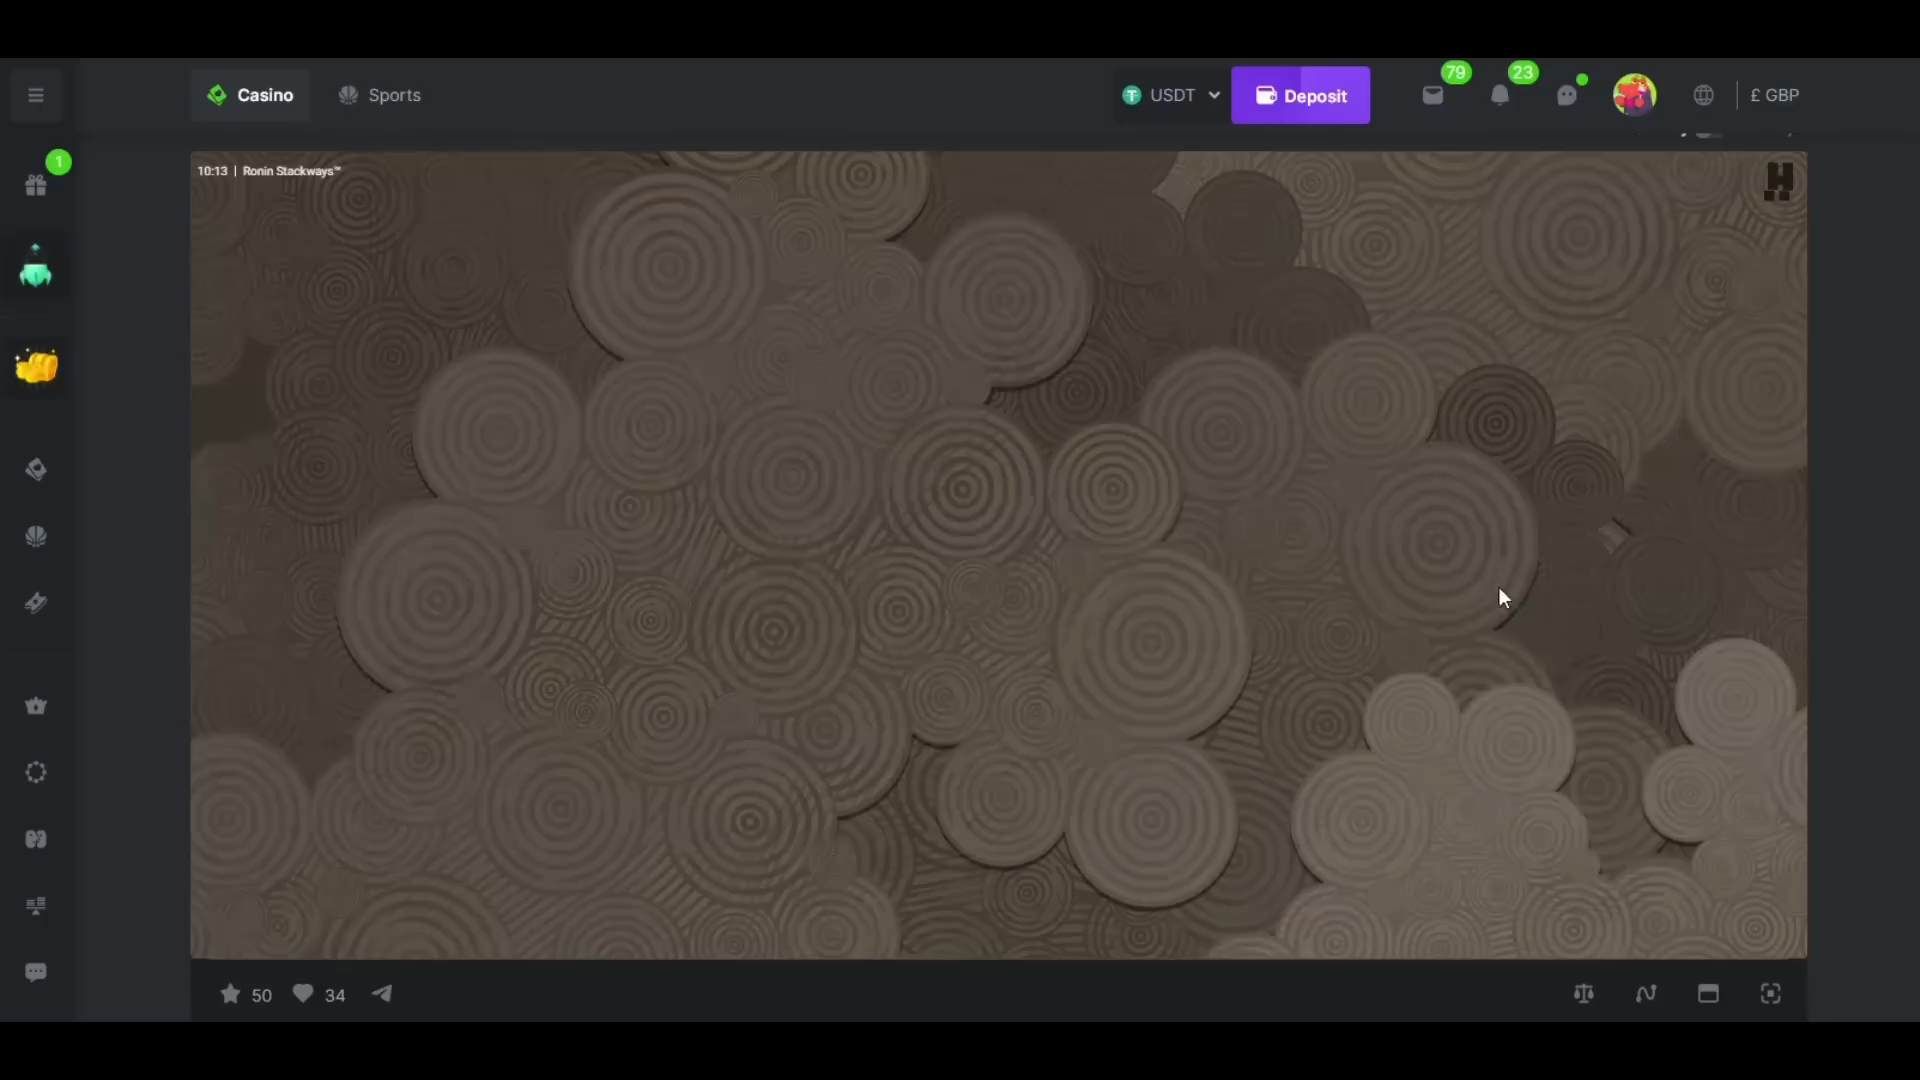 Casino
Sports
USDT
Deposit
79
23
£ GBP
1
10:13 | Ronin Stackways™
50
34